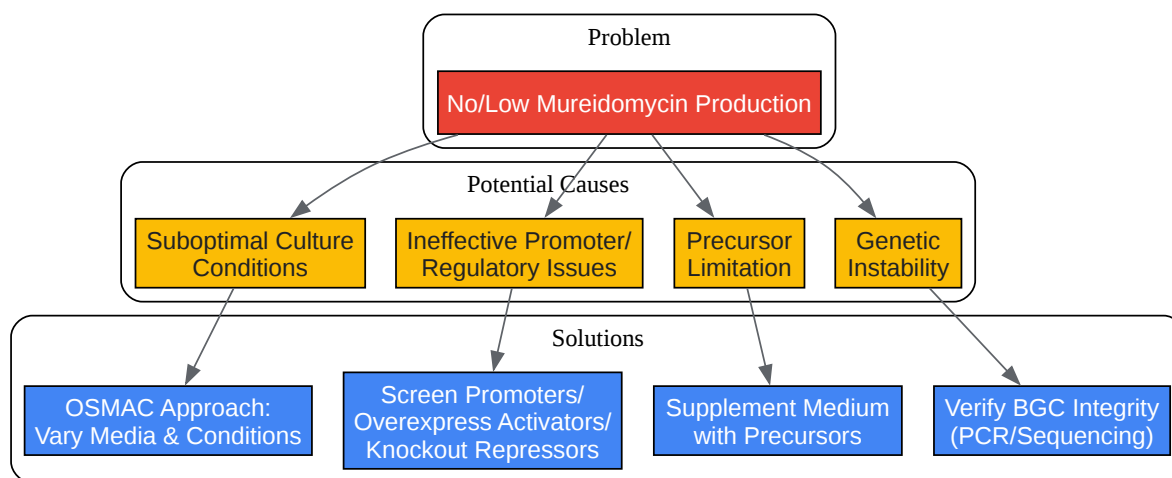 Problem
No/Low Mureidomycin Production
Potential Causes
Suboptimal Culture
Conditions
Ineffective Promoter/
Regulatory Issues
Precursor
Limitation
Genetic
Instability
Solutions
OSMAC Approach:
Vary Media & Conditions
Screen Promoters/
Overexpress Activators/
Knockout Repressors
Supplement Medium
with Precursors
Verify BGC Integrity
(PCR/Sequencing)